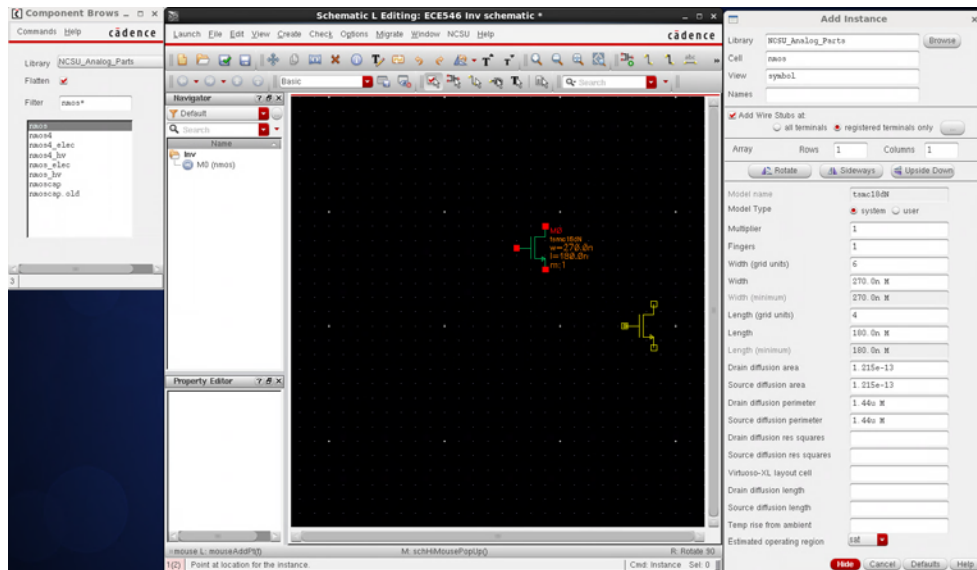 Component Brows
Commands Help cādence
Library NCSU_Analog_Parts
Flatten
Filter nmos*
nmos
nmos4
nmos4_elec
nmos4_hv
nmos_elec
nmos_hv
nmoscap
nmoscap.old
3
Schematic L Editing: ECE546 Inv schematic *
Launch File Edit View Create Check Options Migrate Window NCSU Help cādence
Basic
Search
Navigator
Default
Search
Name
Inv
M0 (nmos)
Property Editor
M0
tsmc18dN
w=270.0n
l=180.0n
m:1
mouse L: mouseAddPt() M: schHiMousePopUp() R: Rotate 90
1(2) Point at location for the instance. Cmd: Instance Sel: 0
Add Instance
Library NCSU_Analog_Parts Browse
Cell nmos
View symbol
Names
Add Wire Stubs at:
all terminals registered terminals only
Array Rows 1 Columns 1
Rotate Sideways Upside Down
Model name tsmc18dN
Model Type system user
Multiplier 1
Fingers 1
Width (grid units) 6
Width 270.0n M
Width (minimum) 270.0n M
Length (grid units) 4
Length 180.0n M
Length (minimum) 180.0n M
Drain diffusion area 1.215e-13
Source diffusion area 1.215e-13
Drain diffusion perimeter 1.44u M
Source diffusion perimeter 1.44u M
Drain diffusion res squares
Source diffusion res squares
Virtuoso-XL layout cell
Drain diffusion length
Source diffusion length
Temp rise from ambient
Estimated operating region sat
Hide Cancel Defaults Help